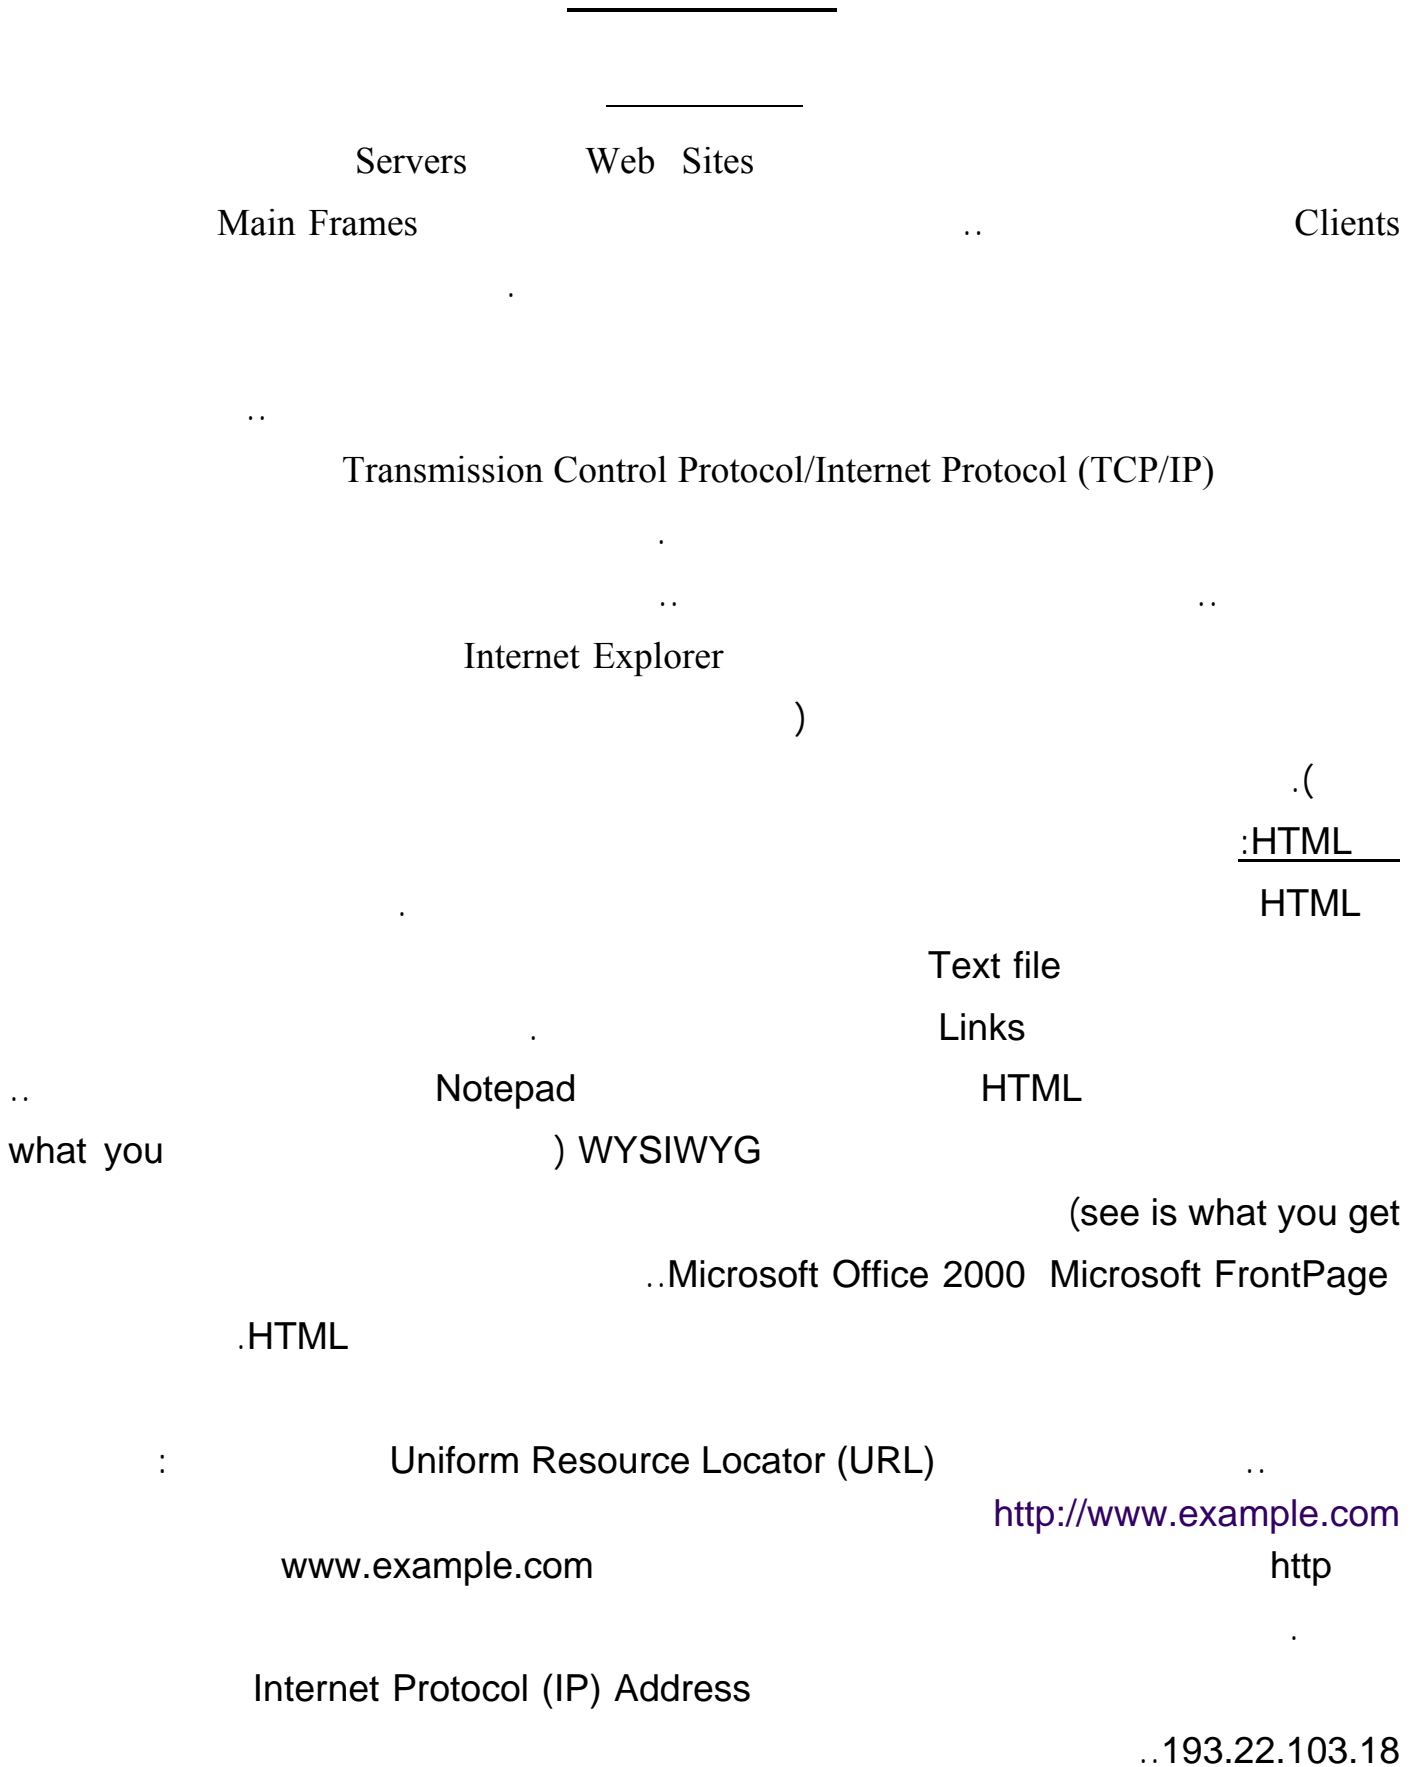 Servers Web Sites
Main Frames .. Clients
.
..
Transmission Control Protocol/Internet Protocol (TCP/IP)
.
.. ..
Internet Explorer
)
.(
:HTML
. HTML
Text file
. Links
.. Notepad HTML
what you ) WYSIWYG
(see is what you get
..Microsoft Office 2000 Microsoft FrontPage
.HTML
: Uniform Resource Locator (URL) ..
http://www.example.com
www.example.com http
.
Internet Protocol (IP) Address
..193.22.103.18